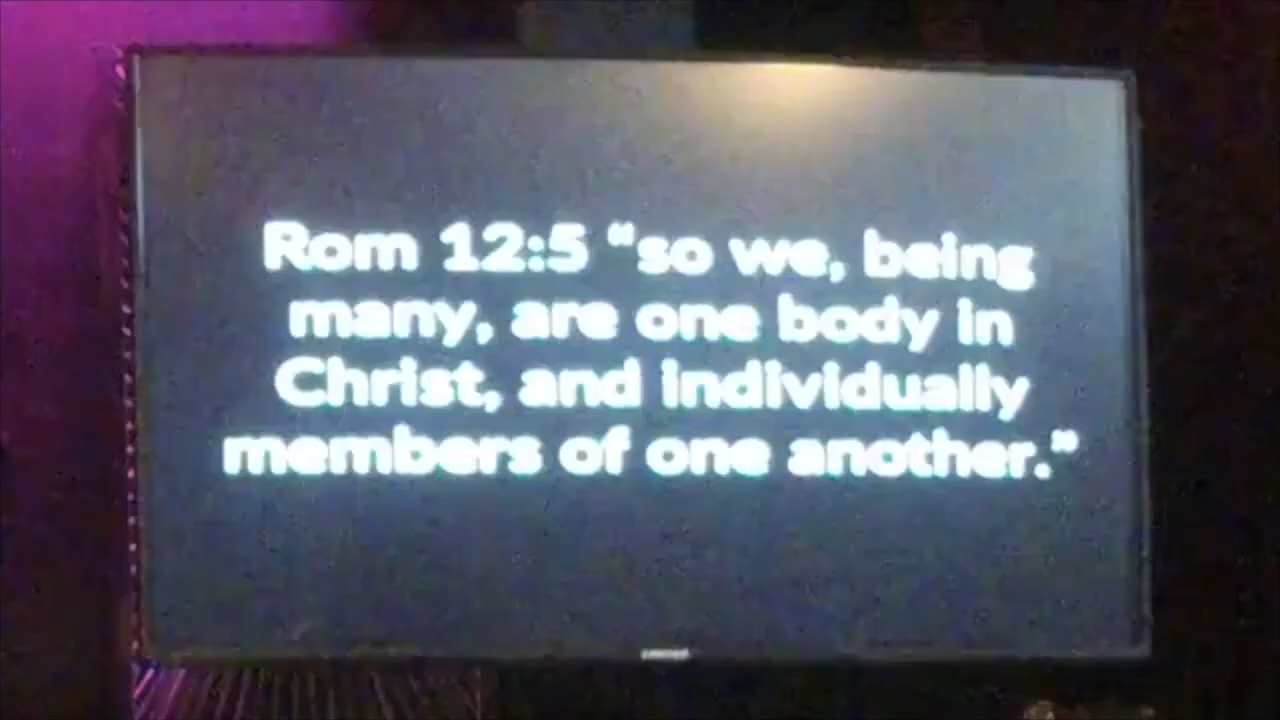 Rom 12:5 “so we, being
many, are one body in
Christ, and individually
members of one another.”